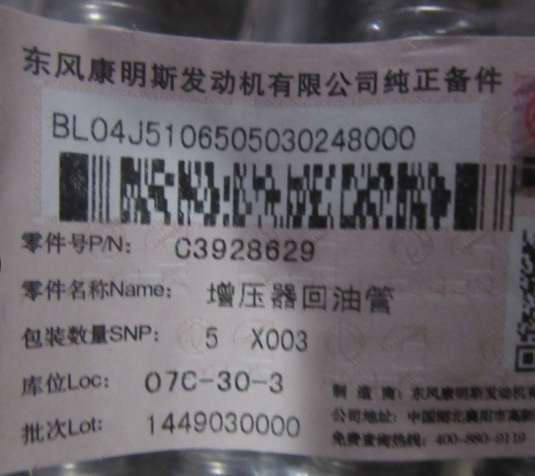 东风康明斯发动机有限公司纯正备件
BL04J5106505030248000
零件号P/N: C3928629
零件名称Name: 增压器回油管
包装数量SNP: 5 X003
库位Loc: 07C-30-3
批次Lot: 1449030000
制造商: 东风康明斯发动机有
公司地址: 中国湖北襄阳市高新
免费查询热线: 400-880-9119